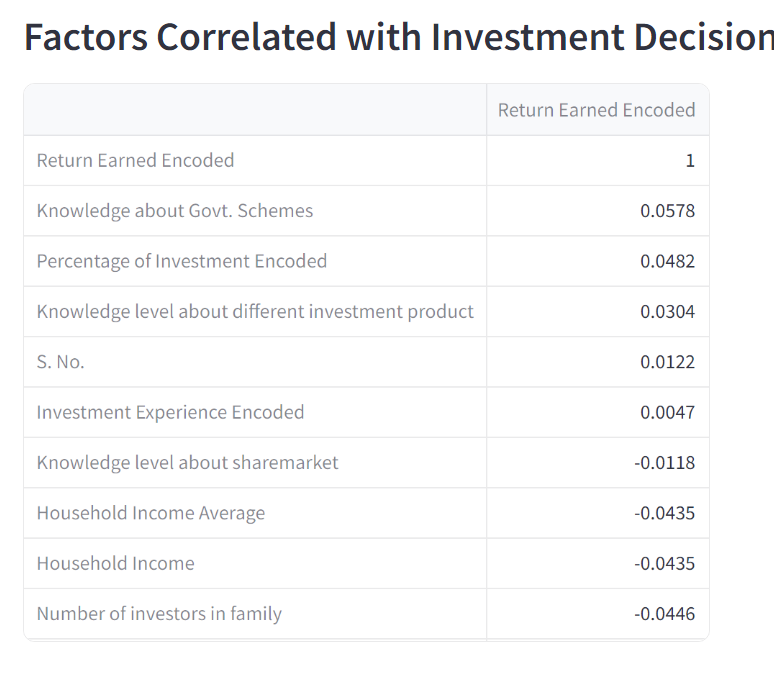 Factors Correlated with Investment Decision
Return Earned Encoded
Return Earned Encoded 1
Knowledge about Govt. Schemes 0.0578
Percentage of Investment Encoded 0.0482
Knowledge level about different investment product 0.0304
S. No. 0.0122
Investment Experience Encoded 0.0047
Knowledge level about sharemarket -0.0118
Household Income Average -0.0435
Household Income -0.0435
Number of investors in family -0.0446